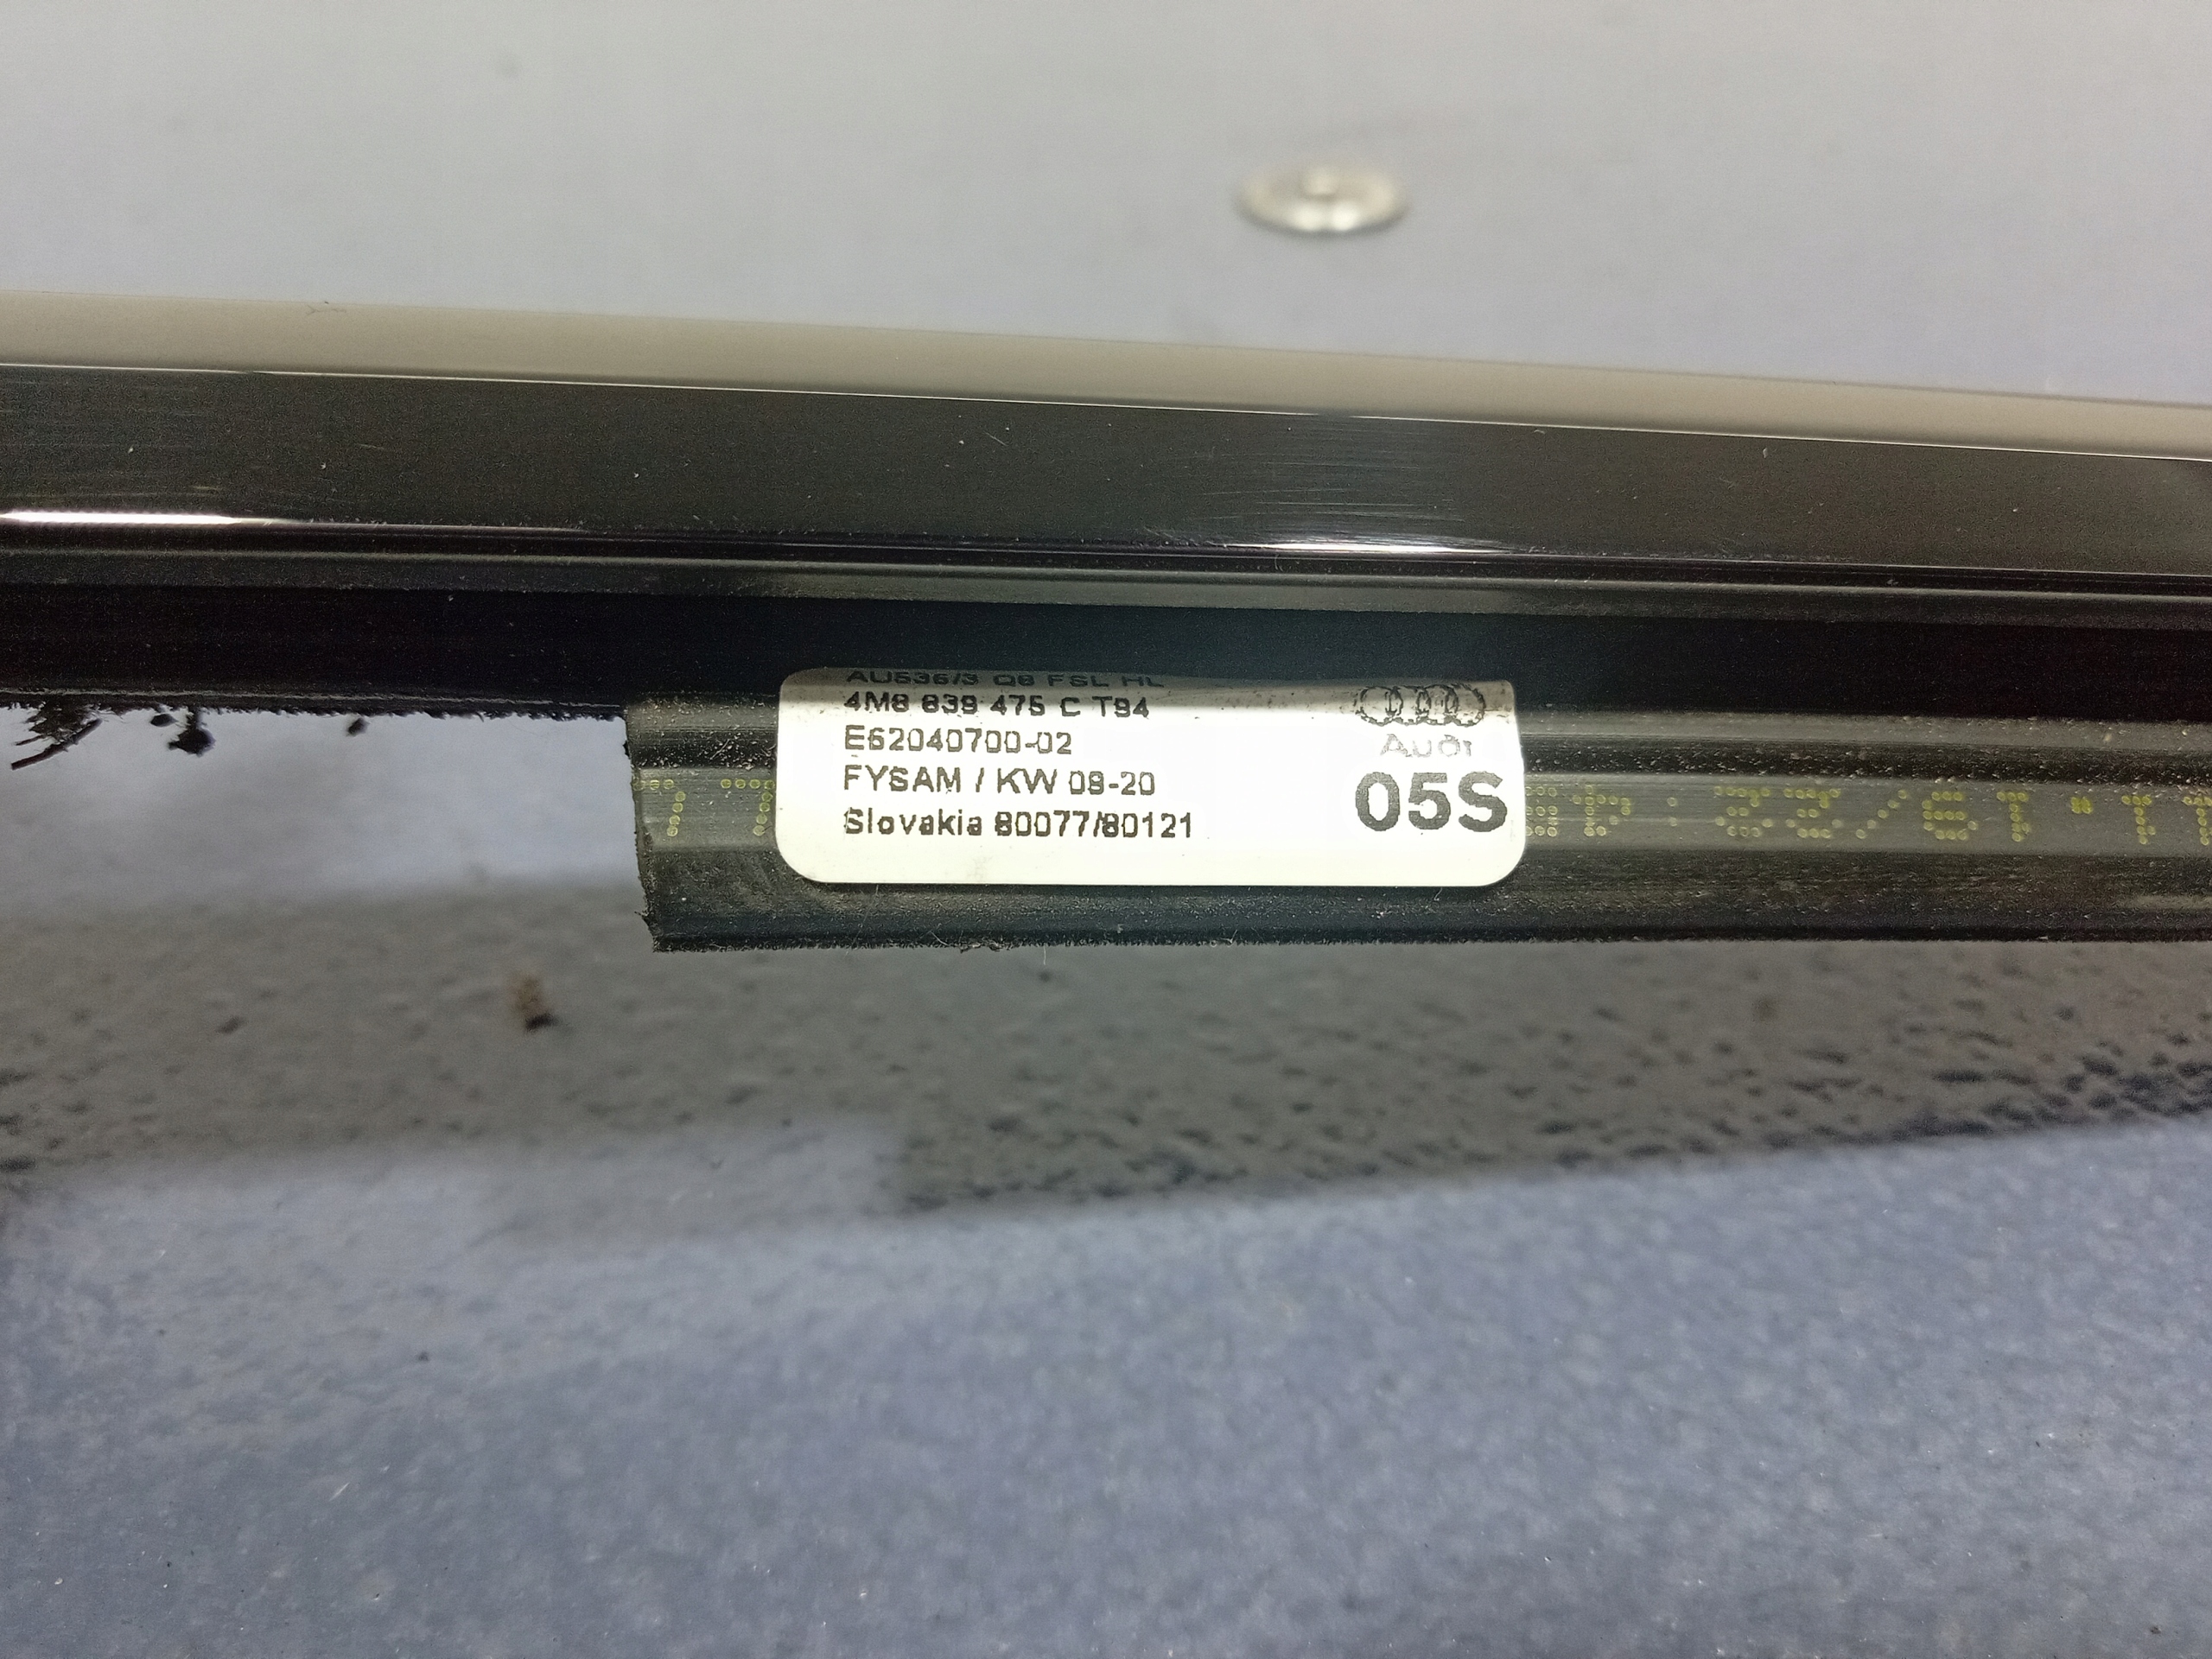 AU536/3 Q8 FSL HL
4M8 839 475 C T94
E62040700-02
FYSAM / KW 08-20
Slovakia 80077/80121
Audi
05S